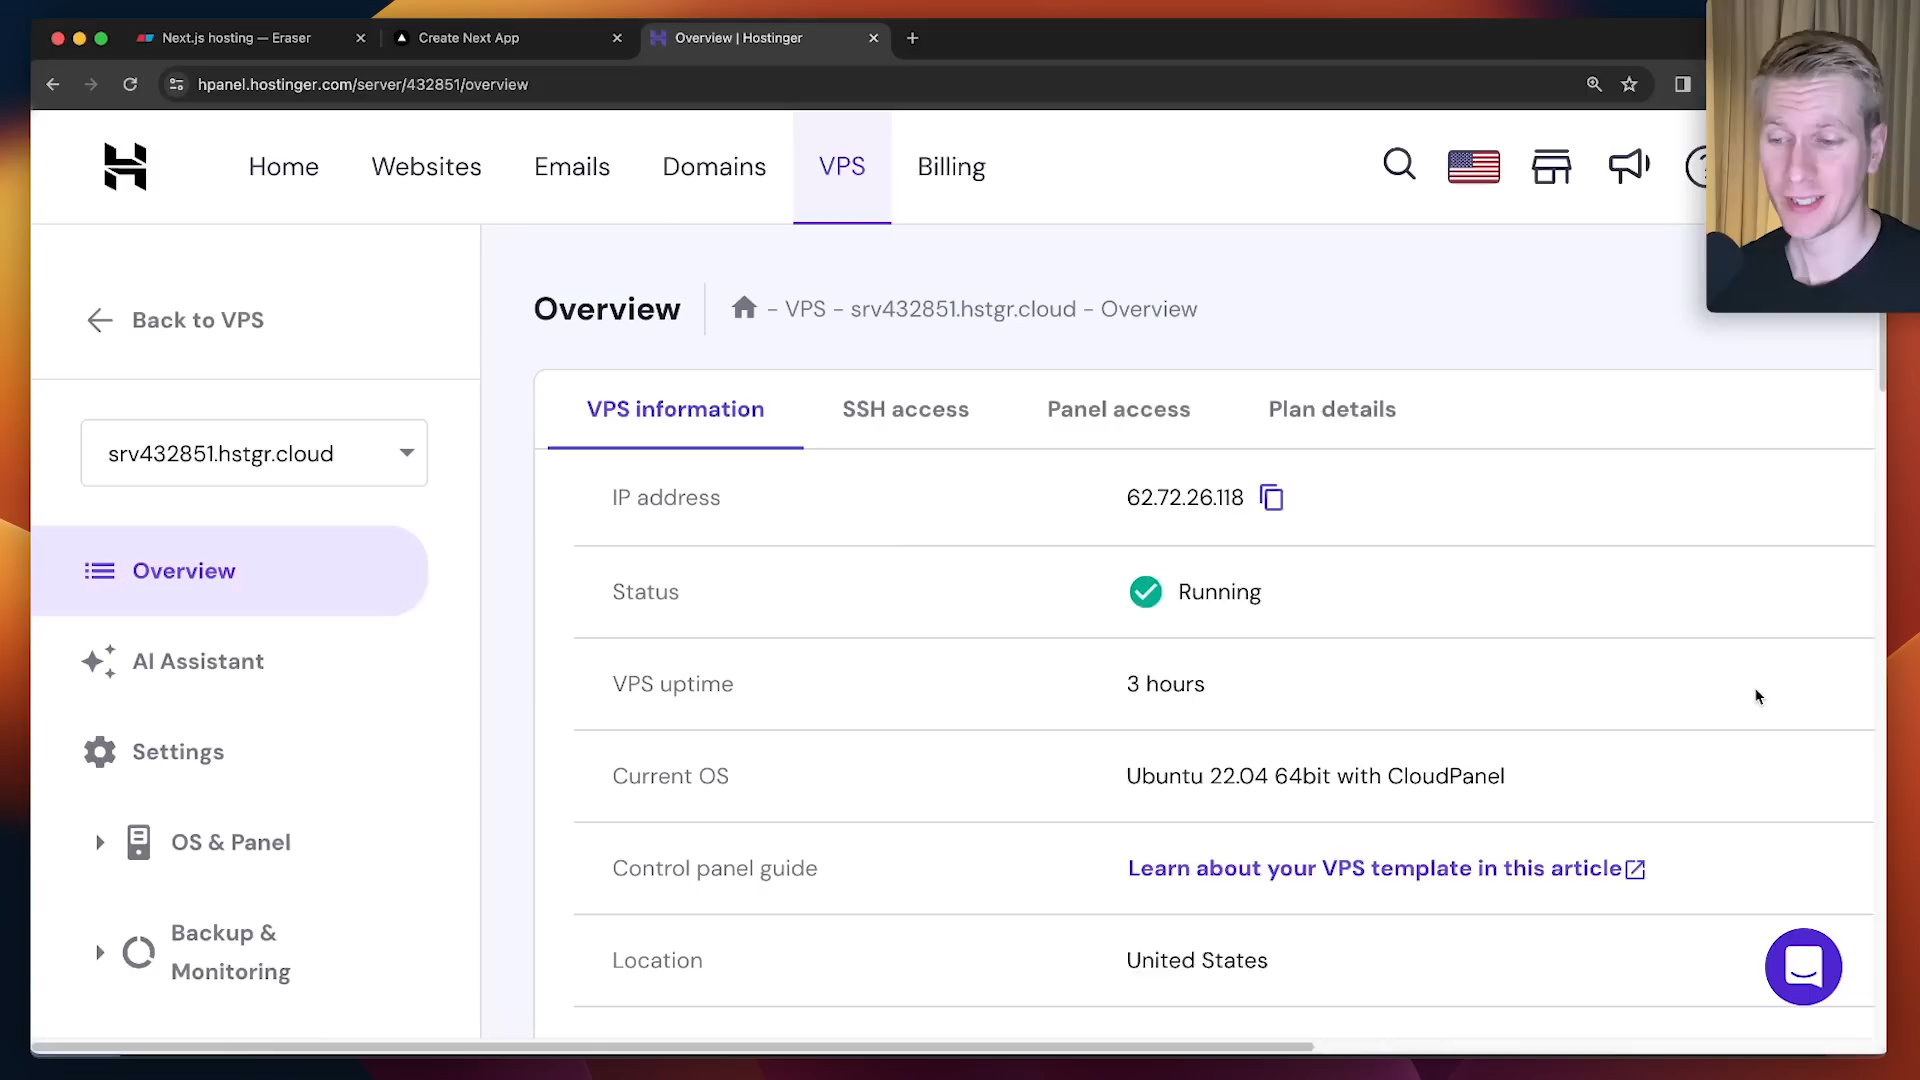 Next.js hosting — Eraser
Create Next App
Overview | Hostinger
hpanel.hostinger.com/server/432851/overview
Home
Websites
Emails
Domains
VPS
Billing
Back to VPS
Overview
– VPS – srv432851.hstgr.cloud – Overview
srv432851.hstgr.cloud
VPS information
SSH access
Panel access
Plan details
IP address
62.72.26.118
Overview
Status
Running
AI Assistant
VPS uptime
3 hours
Settings
Current OS
Ubuntu 22.04 64bit with CloudPanel
OS & Panel
Control panel guide
Learn about your VPS template in this article
Backup &
Monitoring
Location
United States